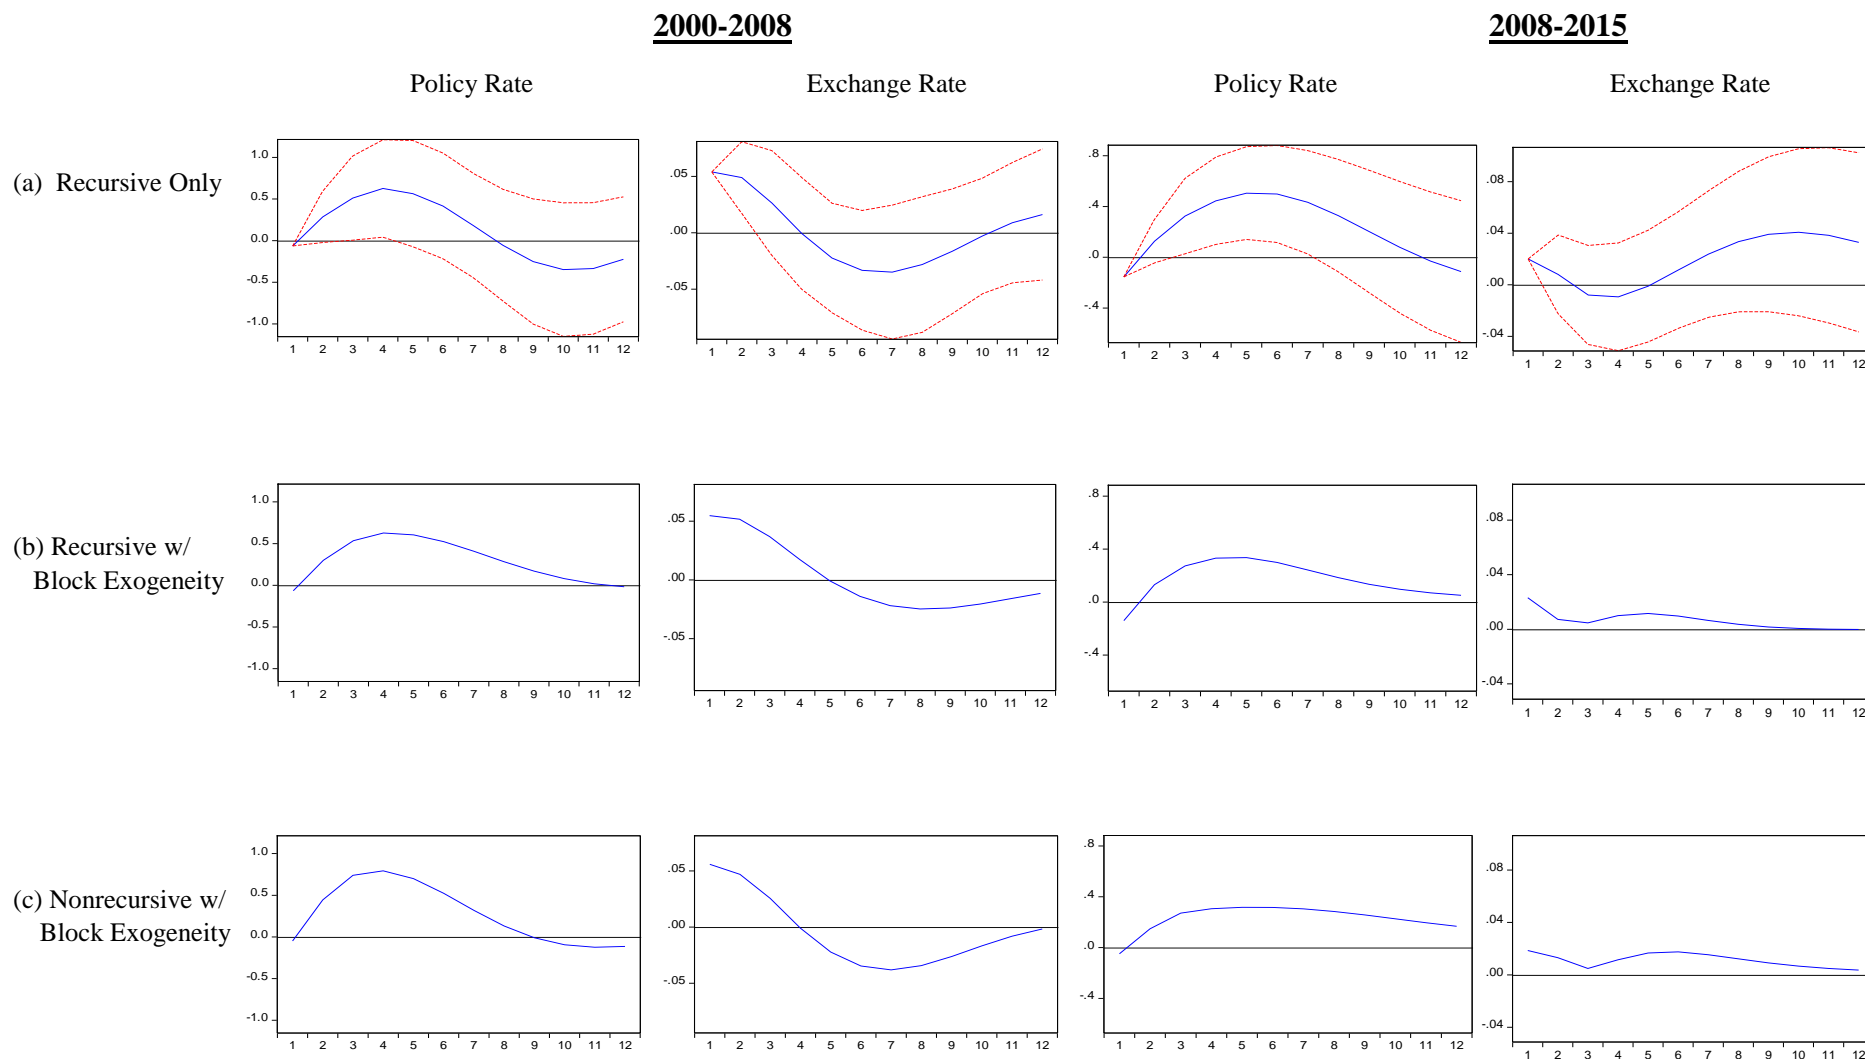 2000-2008 2008-2015
Policy Rate Exchange Rate Policy Rate Exchange Rate
(a) Recursive Only
1.0
0.5
0.0
-0.5
-1.0
1 2 3 4 5 6 7 8 9 10 11 12
.05
.00
-.05
1 2 3 4 5 6 7 8 9 10 11 12
.8
.4
.0
-.4
1 2 3 4 5 6 7 8 9 10 11 12
.08
.04
.00
-.04
1 2 3 4 5 6 7 8 9 10 11 12
(b) Recursive w/
Block Exogeneity
1.0
0.5
0.0
-0.5
-1.0
1 2 3 4 5 6 7 8 9 10 11 12
.05
.00
-.05
1 2 3 4 5 6 7 8 9 10 11 12
.8
.4
.0
-.4
1 2 3 4 5 6 7 8 9 10 11 12
.08
.04
.00
-.04
1 2 3 4 5 6 7 8 9 10 11 12
(c) Nonrecursive w/
Block Exogeneity
1.0
0.5
0.0
-0.5
-1.0
1 2 3 4 5 6 7 8 9 10 11 12
.05
.00
-.05
1 2 3 4 5 6 7 8 9 10 11 12
.8
.4
.0
-.4
1 2 3 4 5 6 7 8 9 10 11 12
.08
.04
.00
-.04
1 2 3 4 5 6 7 8 9 10 11 12